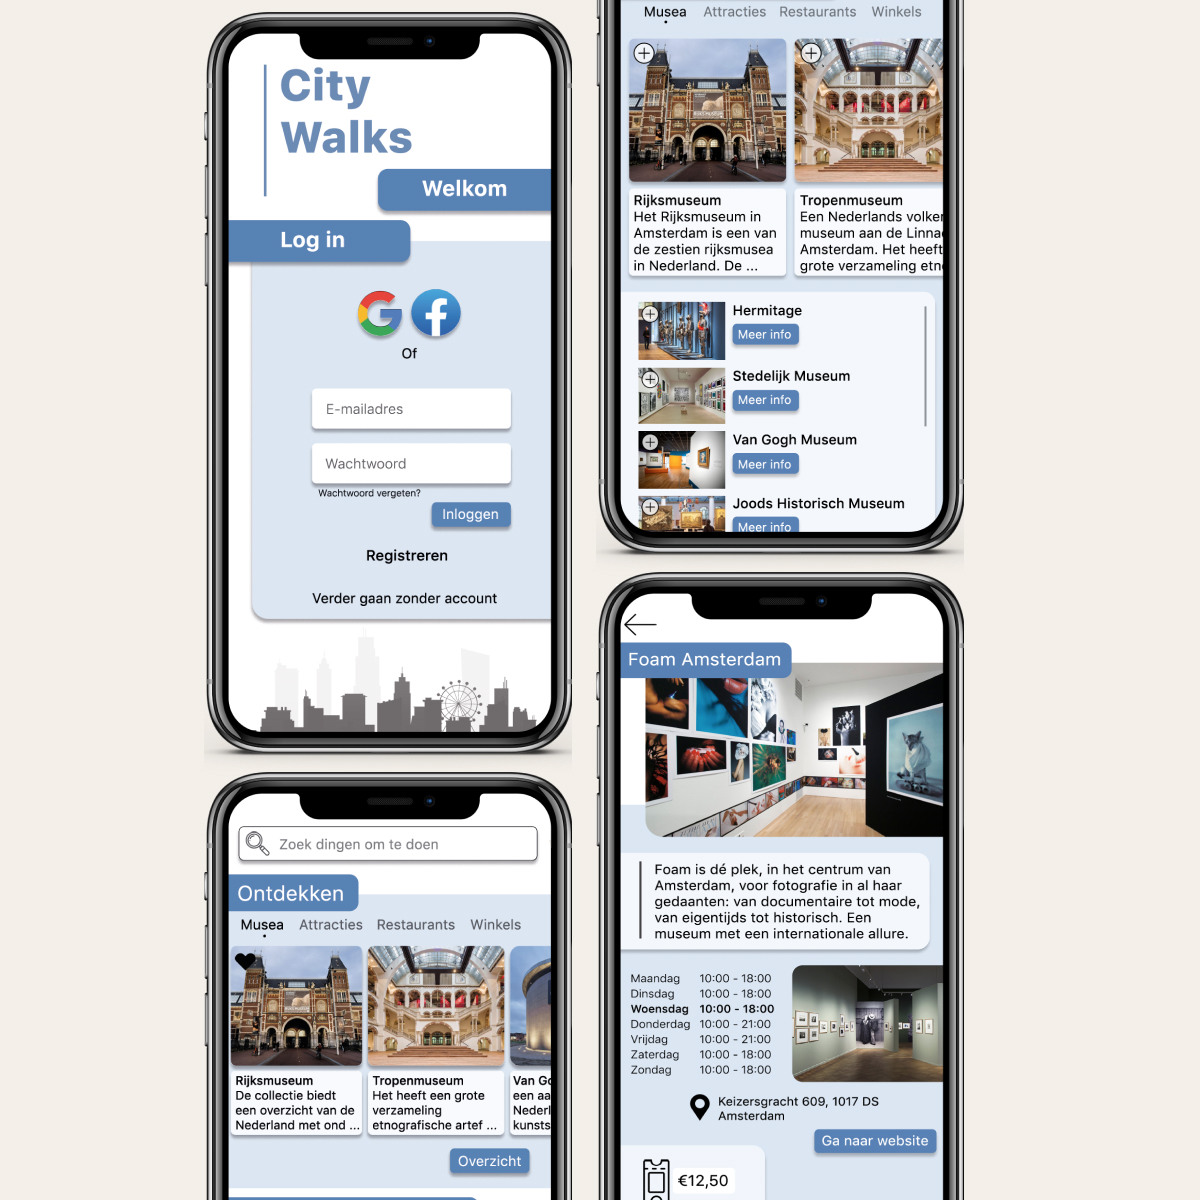 City
Walks
Welkom
Log in
Of
E-mailadres
Wachtwoord
Wachtwoord vergeten?
Inloggen
Registreren
Verder gaan zonder account
Zoek dingen om te doen
Ontdekken
Musea Attracties Restaurants Winkels
Rijksmuseum
De collectie biedt
een overzicht van de
Nederland met ond ...
Tropenmuseum
Het heeft een grote
verzameling
etnografische artef ...
Van Go
een aa
Nederl
kunsts
Overzicht
Musea Attracties Restaurants Winkels
Rijksmuseum
Het Rijksmuseum in
Amsterdam is een van
de zestien rijksmusea
in Nederland. De ...
Tropenmuseum
Een Nederlands volker
museum aan de Linna
Amsterdam. Het heeft
grote verzameling etn
Hermitage
Meer info
Stedelijk Museum
Meer info
Van Gogh Museum
Meer info
Joods Historisch Museum
Meer info
Foam Amsterdam
Foam is dé plek, in het centrum van
Amsterdam, voor fotografie in al haar
gedaanten: van documentaire tot mode,
van eigentijds tot historisch. Een
museum met een internationale allure.
Maandag 10:00 - 18:00
Dinsdag 10:00 - 18:00
Woensdag 10:00 - 18:00
Donderdag 10:00 - 21:00
Vrijdag 10:00 - 21:00
Zaterdag 10:00 - 18:00
Zondag 10:00 - 18:00
Keizersgracht 609, 1017 DS
Amsterdam
Ga naar website
€12,50